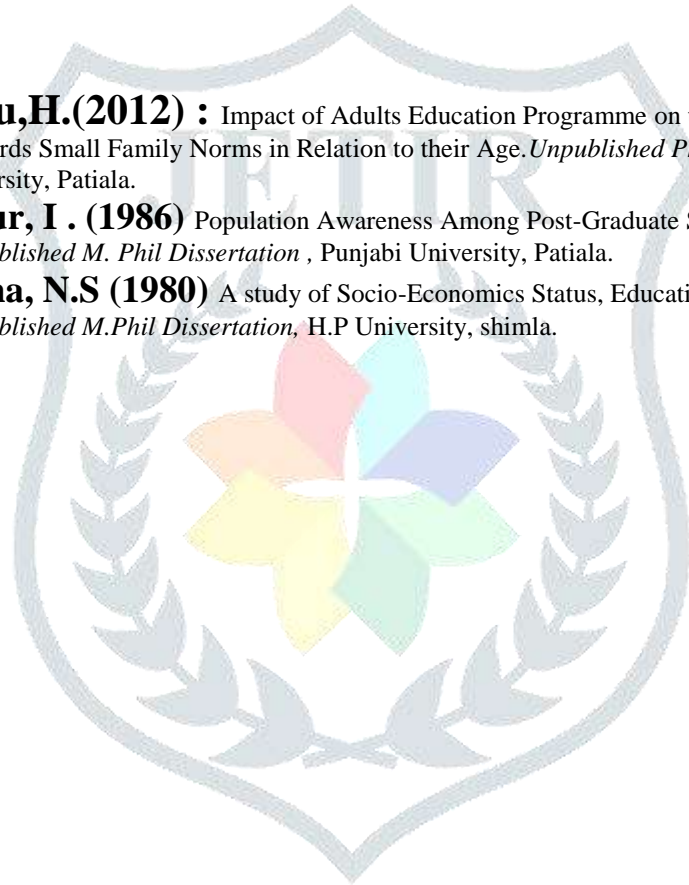 u,H.(2012) : Impact of Adults Education Programme on
rds Small Family Norms in Relation to their Age.Unpublished P
rsity, Patiala.
ur, I . (1986) Population Awareness Among Post-Graduate S
blished M. Phil Dissertation , Punjabi University, Patiala.
na, N.S (1980) A study of Socio-Economics Status, Educati
blished M.Phil Dissertation, H.P University, shimla.
JETIR